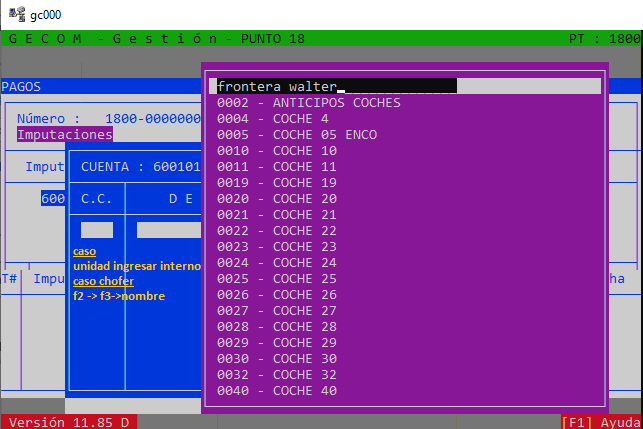 gc000
G E C O M - G e s t i ó n - PUNTO 18 PT : 1800
PAGOS
Número : 1800-0000000
Imputaciones
Imput
CUENTA : 600101
600
C.C. D E
caso
unidad ingresar interno
caso chofer
f2 -> f3->nombre
T# Impu
ha
frontera walter
0002 - ANTICIPOS COCHES
0004 - COCHE 4
0005 - COCHE 05 ENCO
0010 - COCHE 10
0011 - COCHE 11
0019 - COCHE 19
0020 - COCHE 20
0021 - COCHE 21
0022 - COCHE 22
0023 - COCHE 23
0024 - COCHE 24
0025 - COCHE 25
0026 - COCHE 26
0027 - COCHE 27
0028 - COCHE 28
0029 - COCHE 29
0030 - COCHE 30
0032 - COCHE 32
0040 - COCHE 40
Versión 11.85 D [F1] Ayuda